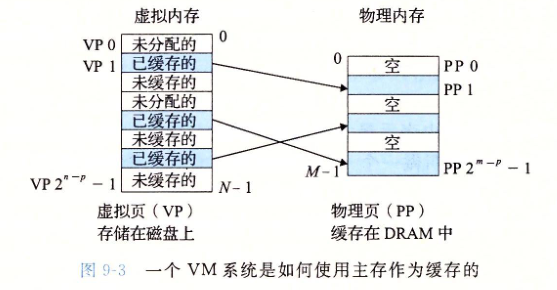 虚拟内存
物理内存
0
VP 0 未分配的
VP 1 已缓存的
未缓存的
未分配的
已缓存的
未缓存的
已缓存的
VP 2ⁿ⁻ᵖ − 1 未缓存的
N−1
0
空 PP 0
PP 1
空
空
M−1
PP 2ᵐ⁻ᵖ − 1
虚拟页(VP)
存储在磁盘上
物理页(PP)
缓存在 DRAM 中
图 9-3 一个 VM 系统是如何使用主存作为缓存的